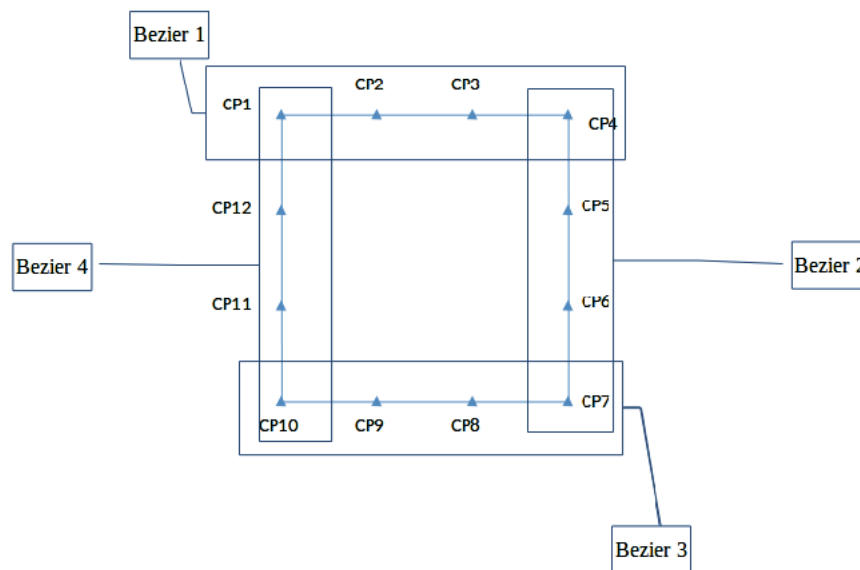 Bezier 1
CP2
CP3
CP1
CP4
CP12
CP5
Bezier 4
Bezier 2
CP11
CP6
CP7
CP10
CP9
CP8
Bezier 3